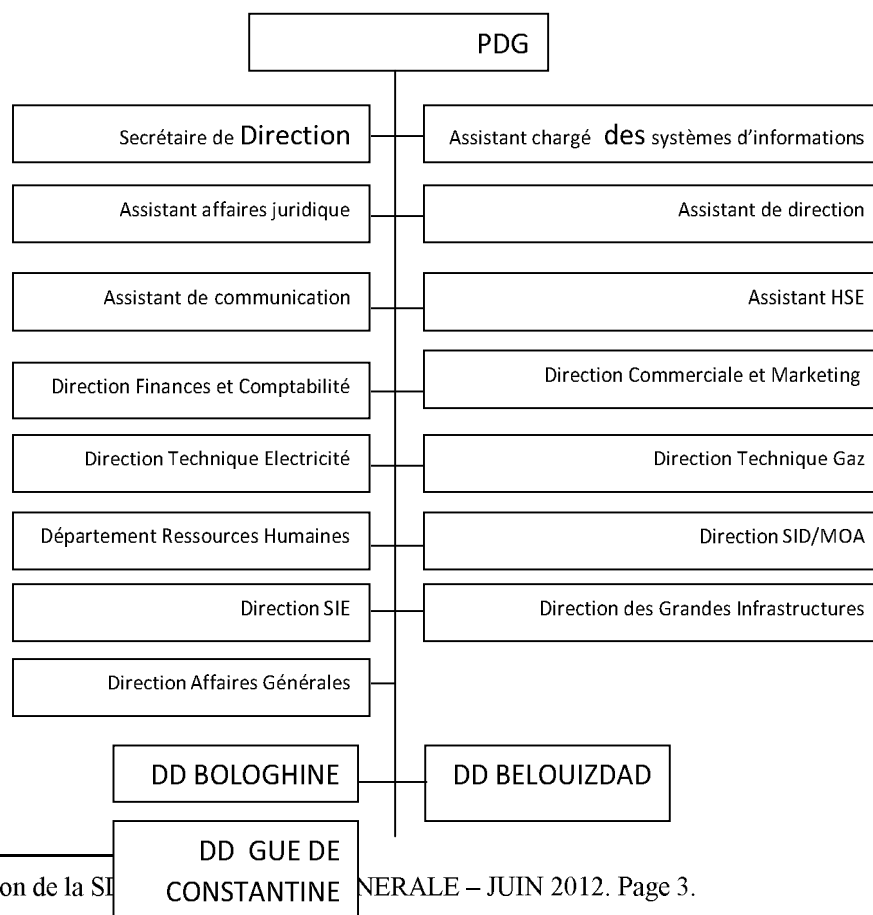 PDG
Secrétaire de Direction
Assistant chargé des systèmes d'informations
Assistant affaires juridique
Assistant de direction
Assistant de communication
Assistant HSE
Direction Finances et Comptabilité
Direction Commerciale et Marketing
Direction Technique Electricité
Direction Technique Gaz
Département Ressources Humaines
Direction SID/MOA
Direction SIE
Direction des Grandes Infrastructures
Direction Affaires Générales
DD BOLOGHINE
DD BELOUIZDAD
DD GUE DE
CONSTANTINE
on de la NERALE – JUIN 2012. Page 3.